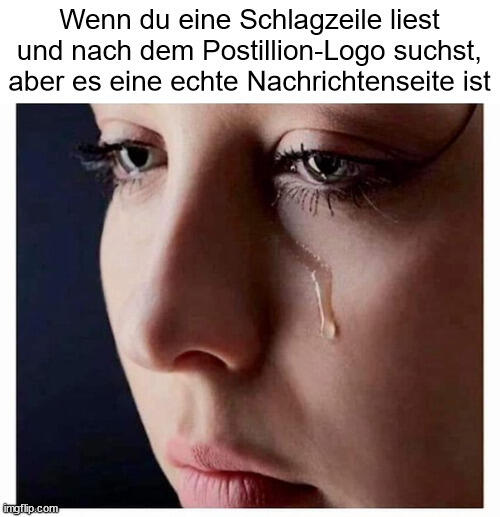 Wenn du eine Schlagzeile liest
und nach dem Postillion-Logo suchst,
aber es eine echte Nachrichtenseite ist
imgflip.com